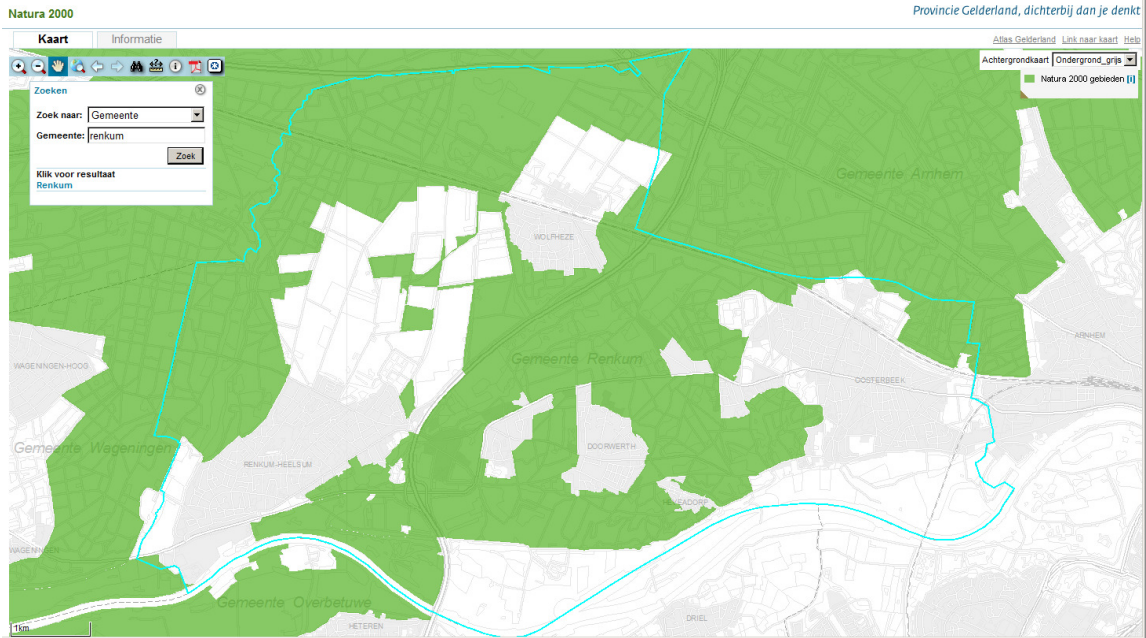 Natura 2000
Provincie Gelderland, dichterbij dan je denkt
Kaart
Informatie
Atlas Gelderland Link naar kaart Help
Achtergrondkaart Ondergrond_grijs
Natura 2000 gebieden [i]
Zoeken
Zoek naar: Gemeente
Gemeente: renkum
Zoek
Klik voor resultaat
Renkum
Gemeente Arnhem
WOLFHEZE
ARNHEM
Gemeente Renkum
WAGENINGEN-HOOG
OOSTERBEEK
Gemeente Wageningen
DOORWERTH
RENKUM-HEELSUM
HEVEADORP
WAGENINGEN
Gemeente Overbetuwe
DRIEL
HETEREN
1km